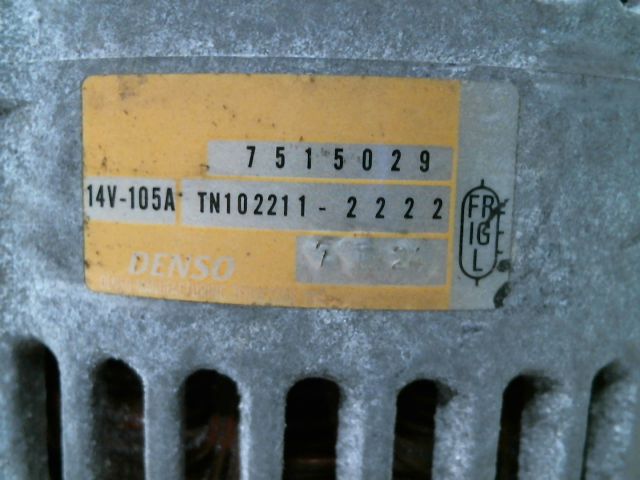 7515029
14V-105A TN102211-2222
FR
IG
L
DENSO